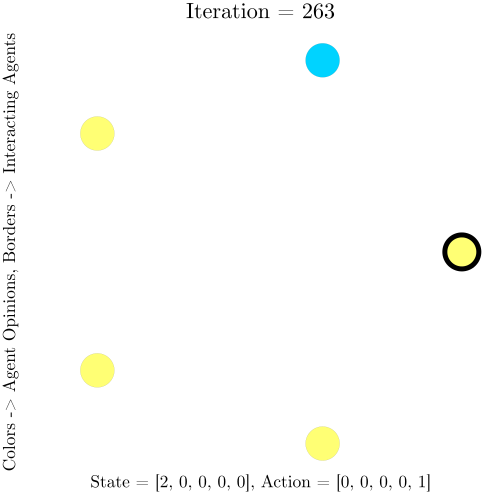 Iteration = 263
Colors -> Agent Opinions, Borders -> Interacting Agents
State = [2, 0, 0, 0, 0], Action = [0, 0, 0, 0, 1]